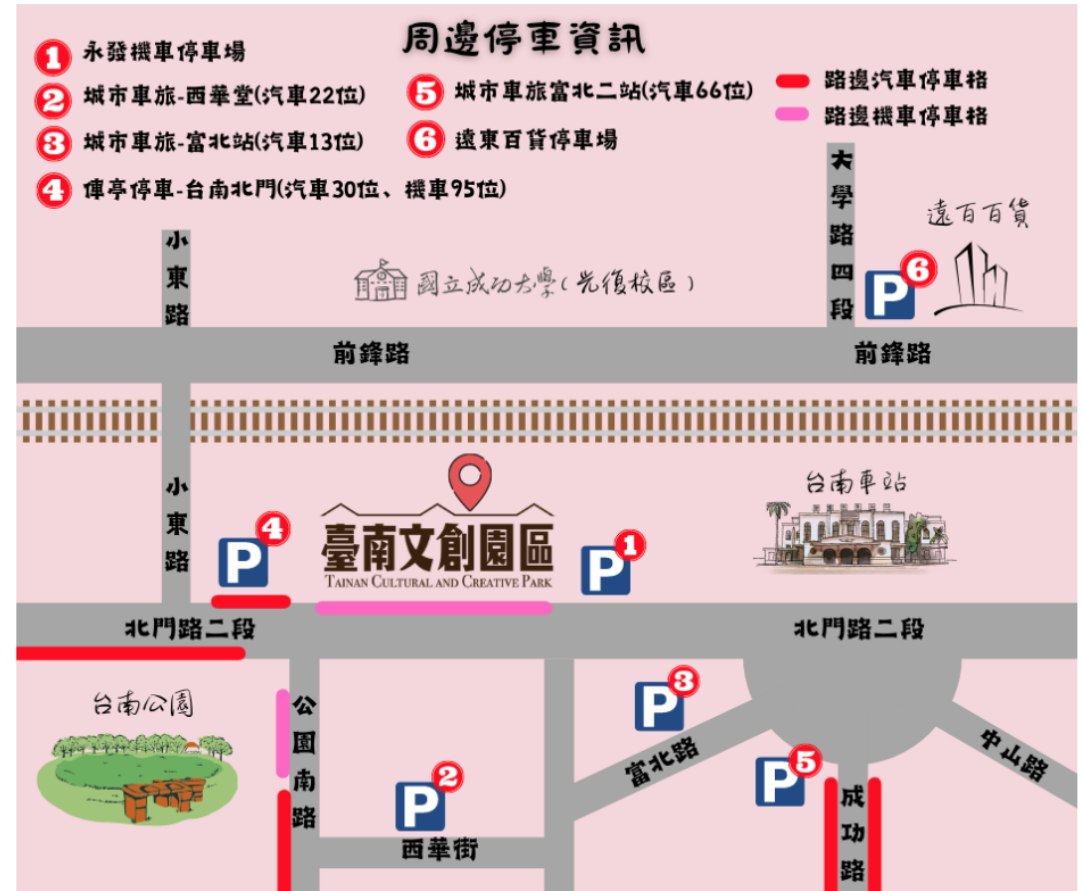 周邊停車資訊
1 永發機車停車場
2 城市車旅-西華堂(汽車22位)
3 城市車旅-富北站(汽車13位)
4 俥亭停車-台南北門(汽車30位、機車95位)
5 城市車旅富北二站(汽車66位)
6 遠東百貨停車場
路邊汽車停車格
路邊機車停車格
大學路四段
遠百百貨
P 6
小東路
國立成功大學(光復校區)
前鋒路
前鋒路
小東路
P 4
臺南文創園區
TAINAN CULTURAL AND CREATIVE PARK
P 1
台南車站
北門路二段
北門路二段
台南公園
公園南路
P 2
西華街
P 3
富北路
P 5
成功路
中山路